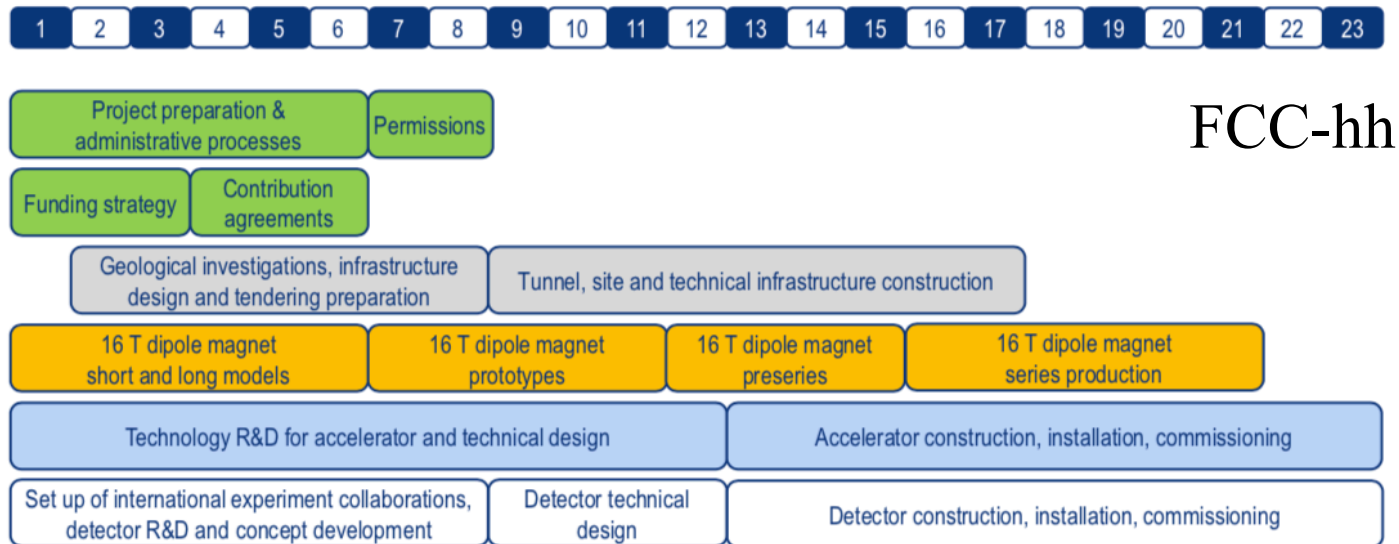 1 2 3 4 5 6 7 8 9 10 11 12 13 14 15 16 17 18 19 20 21 22 23
FCC-hh
Project preparation &
administrative processes
Permissions
Funding strategy
Contribution
agreements
Geological investigations, infrastructure
design and tendering preparation
Tunnel, site and technical infrastructure construction
16 T dipole magnet
short and long models
16 T dipole magnet
prototypes
16 T dipole magnet
preseries
16 T dipole magnet
series production
Technology R&D for accelerator and technical design
Accelerator construction, installation, commissioning
Set up of international experiment collaborations,
detector R&D and concept development
Detector technical
design
Detector construction, installation, commissioning